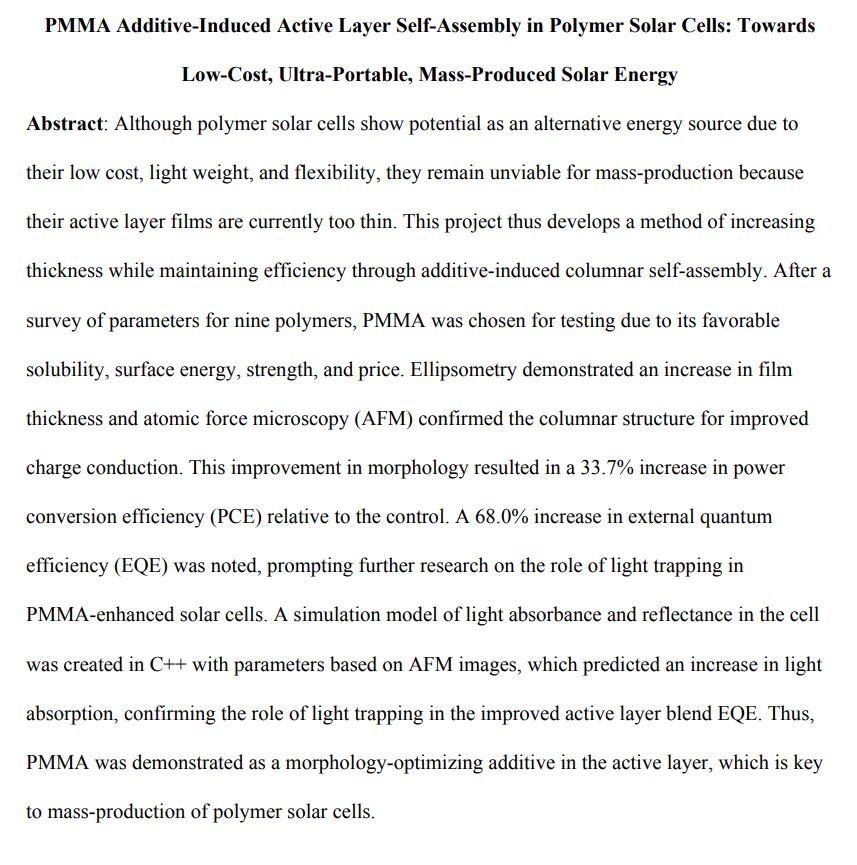 PMMA Additive-Induced Active Layer Self-Assembly in Polymer Solar Cells: Towards
Low-Cost, Ultra-Portable, Mass-Produced Solar Energy
Abstract: Although polymer solar cells show potential as an alternative energy source due to
their low cost, light weight, and flexibility, they remain unviable for mass-production because
their active layer films are currently too thin. This project thus develops a method of increasing
thickness while maintaining efficiency through additive-induced columnar self-assembly. After a
survey of parameters for nine polymers, PMMA was chosen for testing due to its favorable
solubility, surface energy, strength, and price. Ellipsometry demonstrated an increase in film
thickness and atomic force microscopy (AFM) confirmed the columnar structure for improved
charge conduction. This improvement in morphology resulted in a 33.7% increase in power
conversion efficiency (PCE) relative to the control. A 68.0% increase in external quantum
efficiency (EQE) was noted, prompting further research on the role of light trapping in
PMMA-enhanced solar cells. A simulation model of light absorbance and reflectance in the cell
was created in C++ with parameters based on AFM images, which predicted an increase in light
absorption, confirming the role of light trapping in the improved active layer blend EQE. Thus,
PMMA was demonstrated as a morphology-optimizing additive in the active layer, which is key
to mass-production of polymer solar cells.